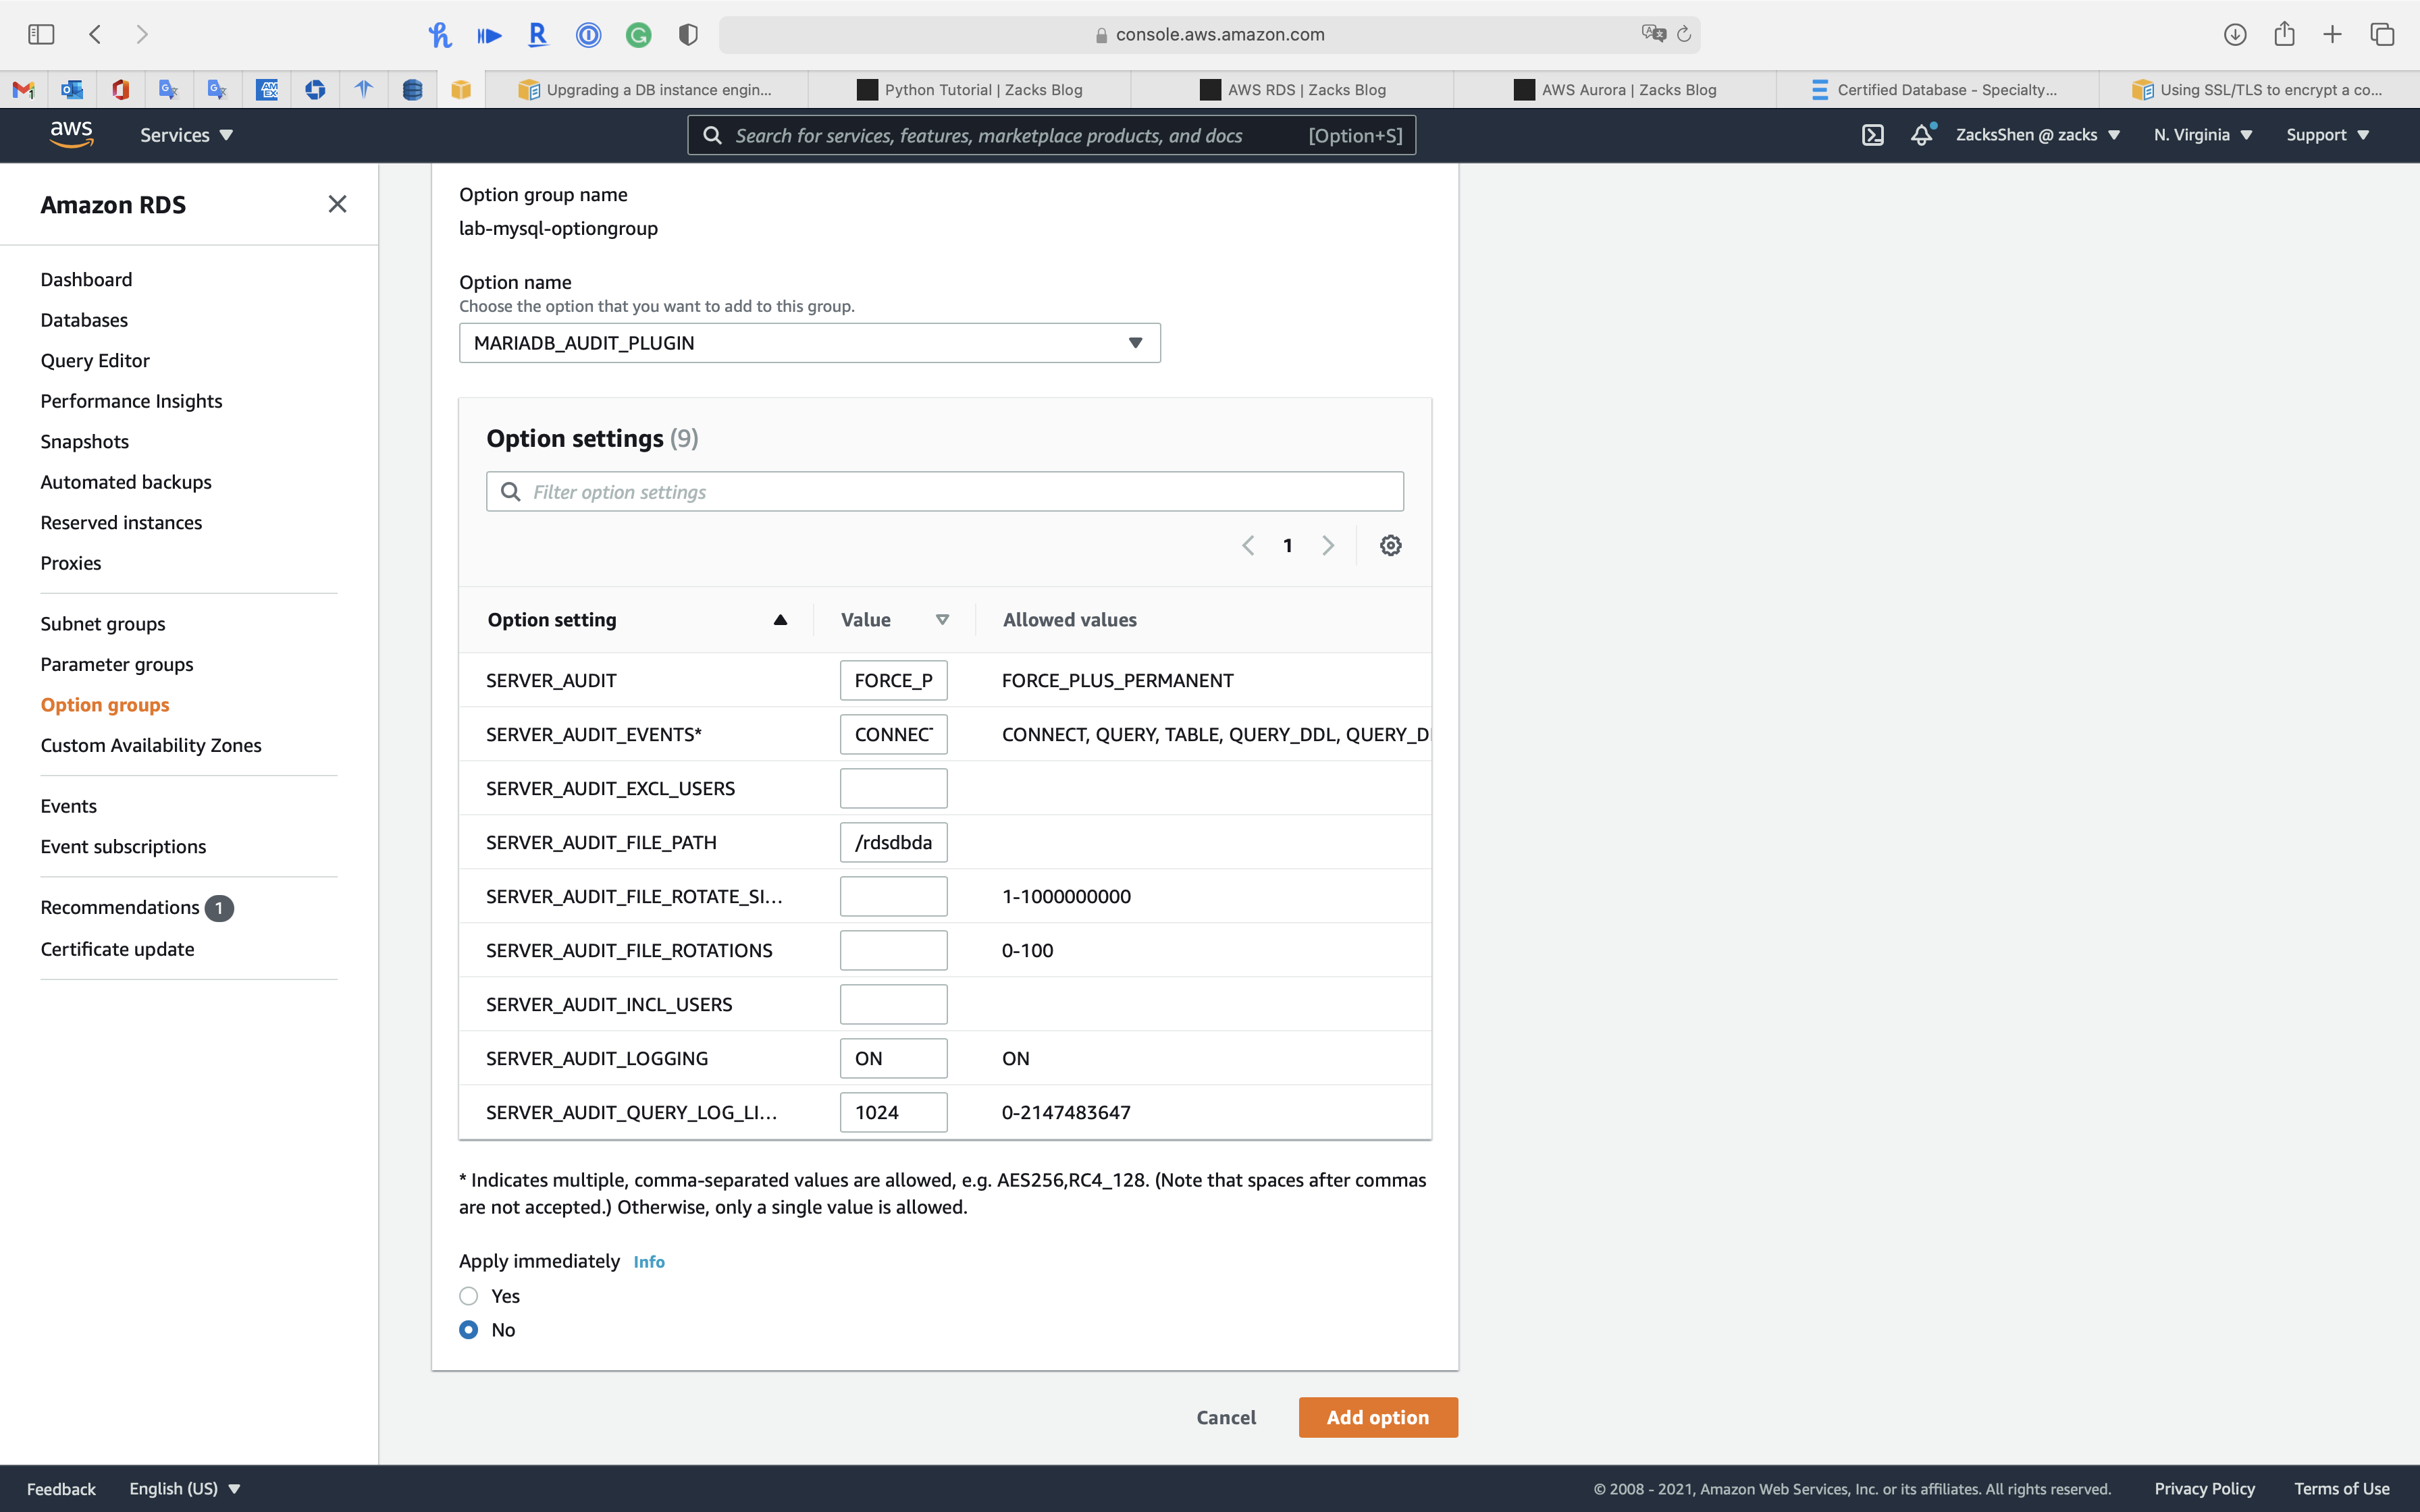 console.aws.amazon.com
Upgrading a DB instance engin...
Python Tutorial | Zacks Blog
AWS RDS | Zacks Blog
AWS Aurora | Zacks Blog
Certified Database - Specialty...
Using SSL/TLS to encrypt a co...
aws
Services
Search for services, features, marketplace products, and docs
[Option+S]
ZacksShen @ zacks
N. Virginia
Support
Amazon RDS
Dashboard
Databases
Query Editor
Performance Insights
Snapshots
Automated backups
Reserved instances
Proxies
Subnet groups
Parameter groups
Option groups
Custom Availability Zones
Events
Event subscriptions
Recommendations 1
Certificate update
Option group name
lab-mysql-optiongroup
Option name
Choose the option that you want to add to this group.
MARIADB_AUDIT_PLUGIN
Option settings (9)
Filter option settings
1
Option setting Value Allowed values
SERVER_AUDIT FORCE_P FORCE_PLUS_PERMANENT
SERVER_AUDIT_EVENTS* CONNECT CONNECT, QUERY, TABLE, QUERY_DDL, QUERY_D
SERVER_AUDIT_EXCL_USERS
SERVER_AUDIT_FILE_PATH /rdsdbda
SERVER_AUDIT_FILE_ROTATE_SI... 1-1000000000
SERVER_AUDIT_FILE_ROTATIONS 0-100
SERVER_AUDIT_INCL_USERS
SERVER_AUDIT_LOGGING ON ON
SERVER_AUDIT_QUERY_LOG_LI... 1024 0-2147483647
* Indicates multiple, comma-separated values are allowed, e.g. AES256,RC4_128. (Note that spaces after commas
are not accepted.) Otherwise, only a single value is allowed.
Apply immediately Info
Yes
No
Cancel
Add option
Feedback
English (US)
© 2008 - 2021, Amazon Web Services, Inc. or its affiliates. All rights reserved.
Privacy Policy
Terms of Use